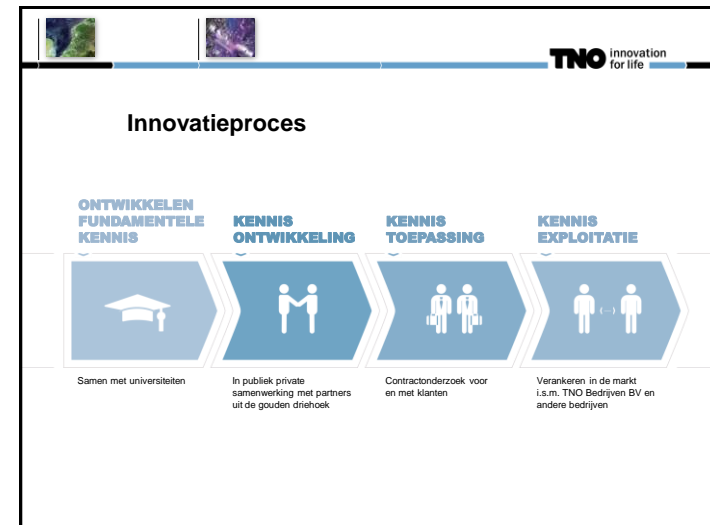 TNO innovation
for life
Innovatieproces
ONTWIKKELEN
FUNDAMENTELE
KENNIS
KENNIS
ONTWIKKELING
KENNIS
TOEPASSING
KENNIS
EXPLOITATIE
Samen met universiteiten
In publiek private
samenwerking met partners
uit de gouden driehoek
Contractonderzoek voor
en met klanten
Verankeren in de markt
i.s.m. TNO Bedrijven BV en
andere bedrijven